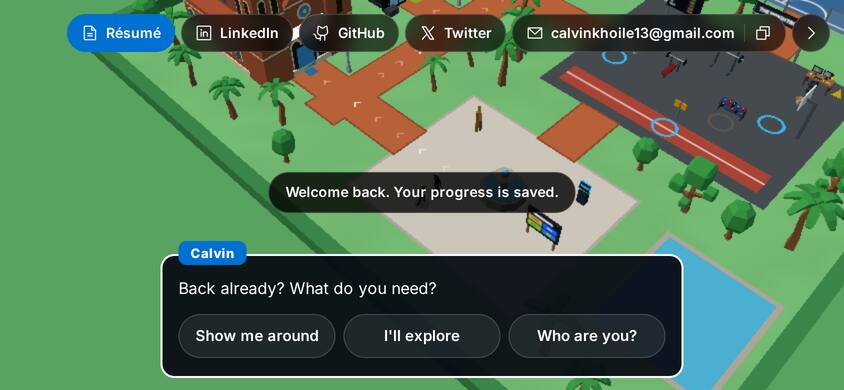 Résumé
LinkedIn
GitHub
Twitter
calvinkhoile13@gmail.com
Welcome back. Your progress is saved.
Calvin
Back already? What do you need?
Show me around
I'll explore
Who are you?